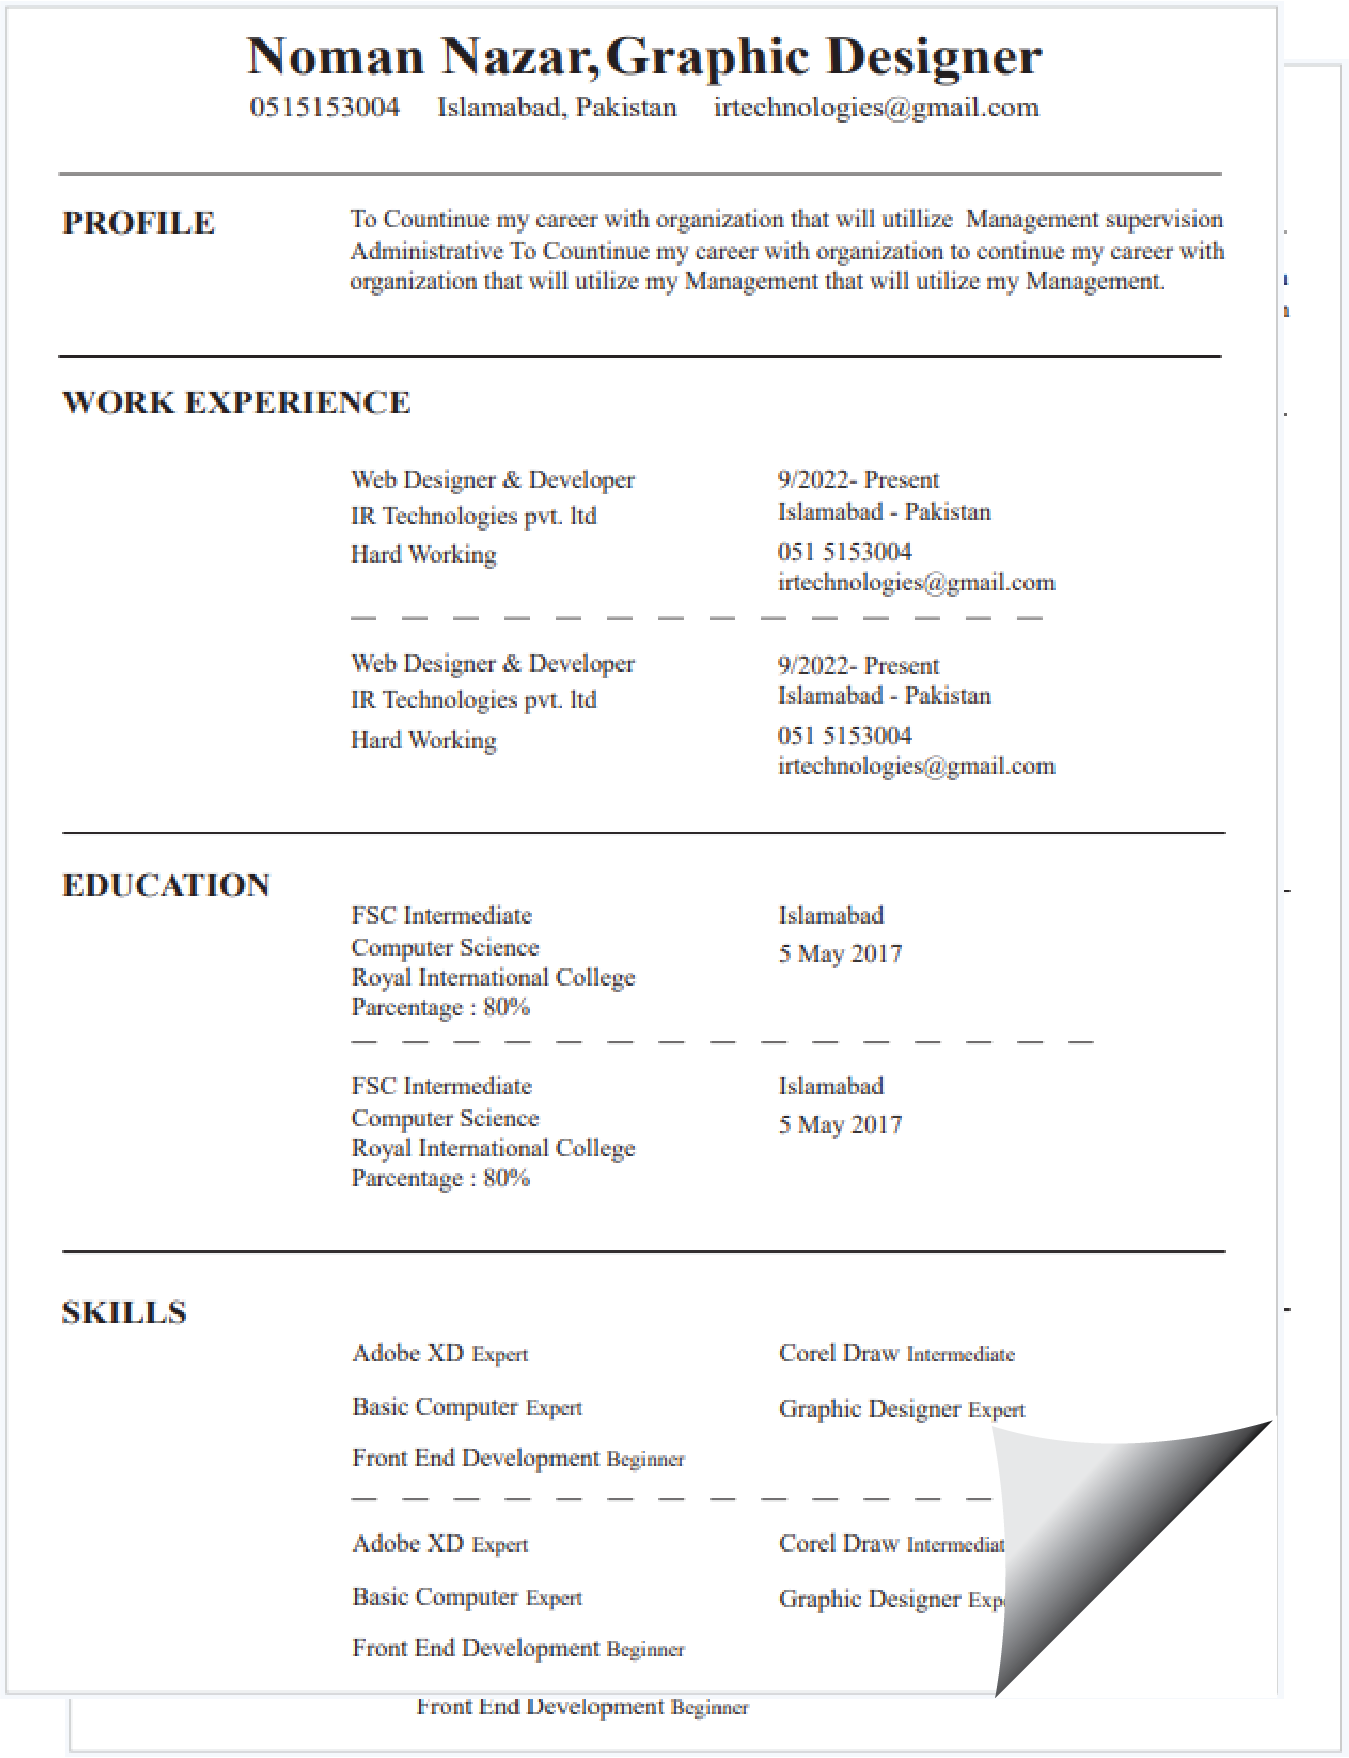 Noman Nazar,Graphic Designer
0515153004 Islamabad, Pakistan irtechnologies@gmail.com
PROFILE
To Countinue my career with organization that will utillize Management supervision
Administrative To Countinue my career with organization to continue my career with
organization that will utilize my Management that will utilize my Management.
WORK EXPERIENCE
Web Designer & Developer 9/2022- Present
IR Technologies pvt. ltd Islamabad - Pakistan
Hard Working 051 5153004
irtechnologies@gmail.com
Web Designer & Developer 9/2022- Present
IR Technologies pvt. ltd Islamabad - Pakistan
Hard Working 051 5153004
irtechnologies@gmail.com
EDUCATION
FSC Intermediate Islamabad
Computer Science 5 May 2017
Royal International College
Parcentage : 80%
FSC Intermediate Islamabad
Computer Science 5 May 2017
Royal International College
Parcentage : 80%
SKILLS
Adobe XD Expert Corel Draw Intermediate
Basic Computer Expert Graphic Designer Expert
Front End Development Beginner
Adobe XD Expert Corel Draw Intermediat
Basic Computer Expert Graphic Designer Exp
Front End Development Beginner
Front End Development Beginner